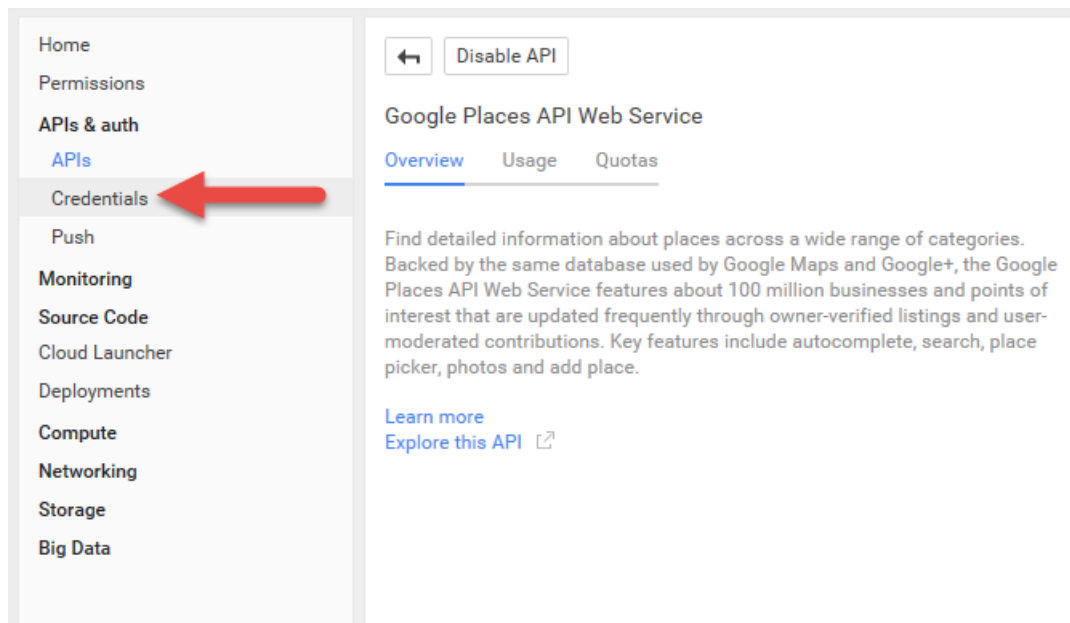 Home
Permissions
APIs & auth
APIs
Credentials
Push
Monitoring
Source Code
Cloud Launcher
Deployments
Compute
Networking
Storage
Big Data
Disable API
Google Places API Web Service
Overview Usage Quotas
Find detailed information about places across a wide range of categories.
Backed by the same database used by Google Maps and Google+, the Google
Places API Web Service features about 100 million businesses and points of
interest that are updated frequently through owner-verified listings and user-
moderated contributions. Key features include autocomplete, search, place
picker, photos and add place.
Learn more
Explore this API